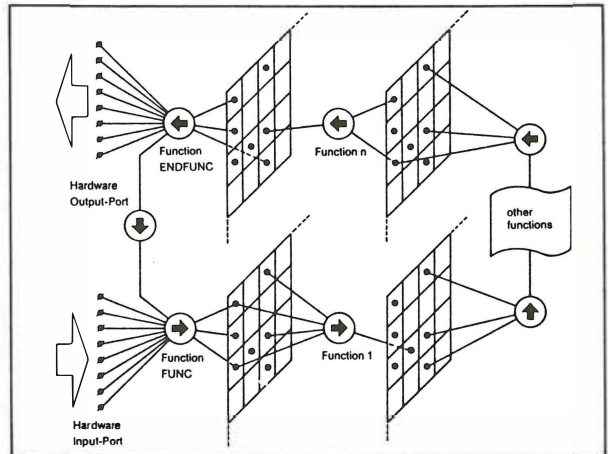 Function
ENDFUNC
Function n
Hardware
Output-Port
other
functions
Function
FUNC
Function 1
Hardware
Input-Port